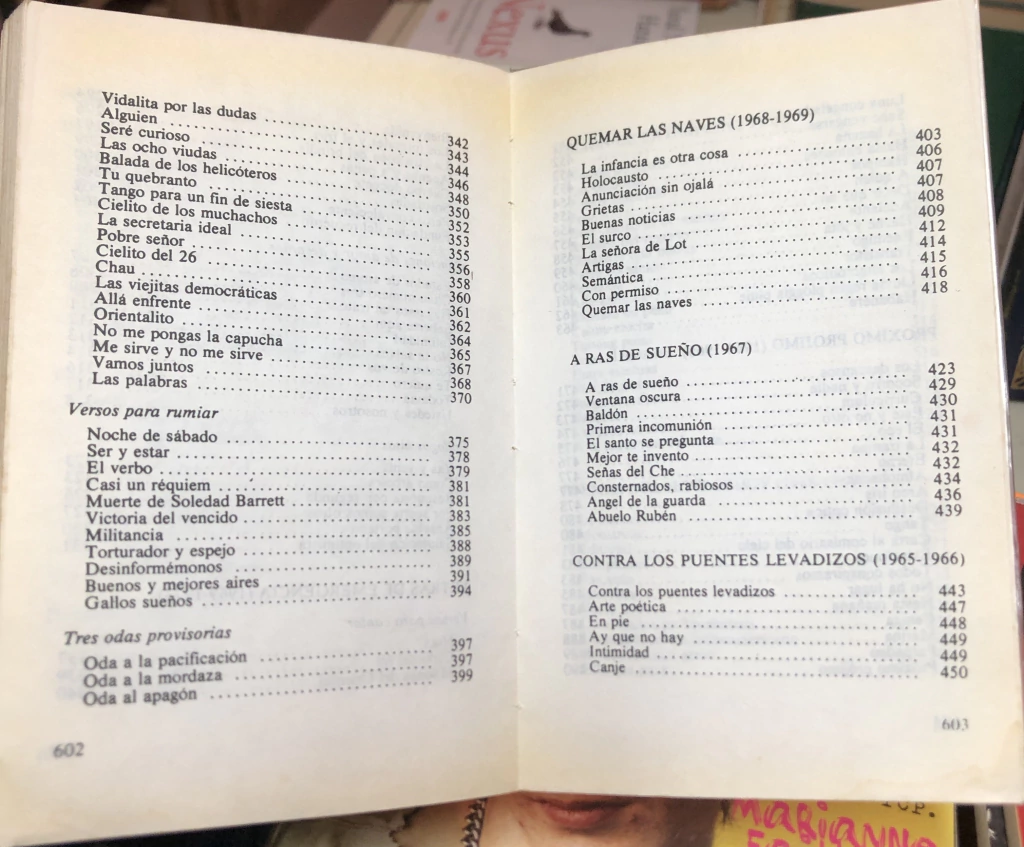 Vidalita por las dudas ........ 342
Alguien ........ 343
Seré curioso ........ 344
Las ocho viudas ........ 346
Balada de los helicóteros ........ 348
Tu quebranto ........ 350
Tango para un fin de siesta ........ 352
Cielito de los muchachos ........ 353
La secretaria ideal ........ 355
Pobre señor ........ 356
Cielito del 26 ........ 358
Chau ........ 360
Las viejitas democráticas ........ 361
Allá enfrente ........ 362
Orientalito ........ 364
No me pongas la capucha ........ 365
Me sirve y no me sirve ........ 367
Vamos juntos ........ 368
Las palabras ........ 370
Versos para rumiar
Noche de sábado ........ 375
Ser y estar ........ 378
El verbo ........ 379
Casi un réquiem ........ 381
Muerte de Soledad Barrett ........ 381
Victoria del vencido ........ 383
Militancia ........ 385
Torturador y espejo ........ 388
Desinformémonos ........ 389
Buenos y mejores aires ........ 391
Gallos sueños ........ 394
Tres odas provisorias
Oda a la pacificación ........ 397
Oda a la mordaza ........ 397
Oda al apagón ........ 399
602
QUEMAR LAS NAVES (1968-1969)
La infancia es otra cosa ........ 403
Holocausto ........ 406
Anunciación sin ojalá ........ 407
Grietas ........ 407
Buenas noticias ........ 408
El surco ........ 409
La señora de Lot ........ 412
Artigas ........ 414
Semántica ........ 415
Con permiso ........ 416
Quemar las naves ........ 418
A RAS DE SUEÑO (1967)
A ras de sueño ........ 423
Ventana oscura ........ 429
Baldón ........ 430
Primera incomunión ........ 431
El santo se pregunta ........ 431
Mejor te invento ........ 432
Señas del Che ........ 432
Consternados, rabiosos ........ 434
Angel de la guarda ........ 436
Abuelo Rubén ........ 439
CONTRA LOS PUENTES LEVADIZOS (1965-1966)
Contra los puentes levadizos ........ 443
Arte poética ........ 447
En pie ........ 448
Ay que no hay ........ 449
Intimidad ........ 449
Canje ........ 450
603